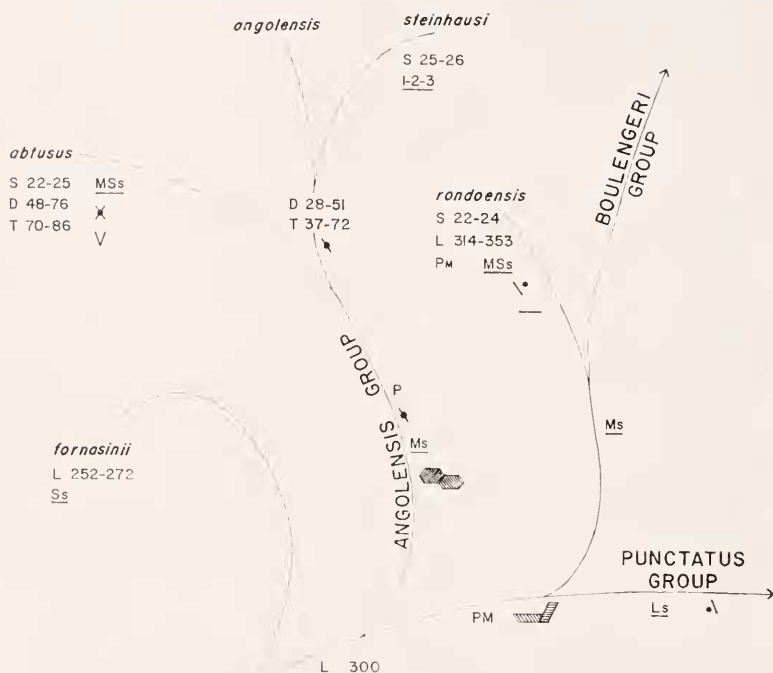 angolensis
steinhausi
S 25-26
1-2-3
abtusus
S 22-25 MSs
D 48-76
T 70-86
D 28-51
T 37-72
rondoensis
S 22-24
L 314-353
PM MSs
BOULENGERI
GROUP
P
Ms
ANGOLENSIS GROUP
Ms
fornasinii
L 252-272
Ss
PUNCTATUS
GROUP
PM
Ls
L 300